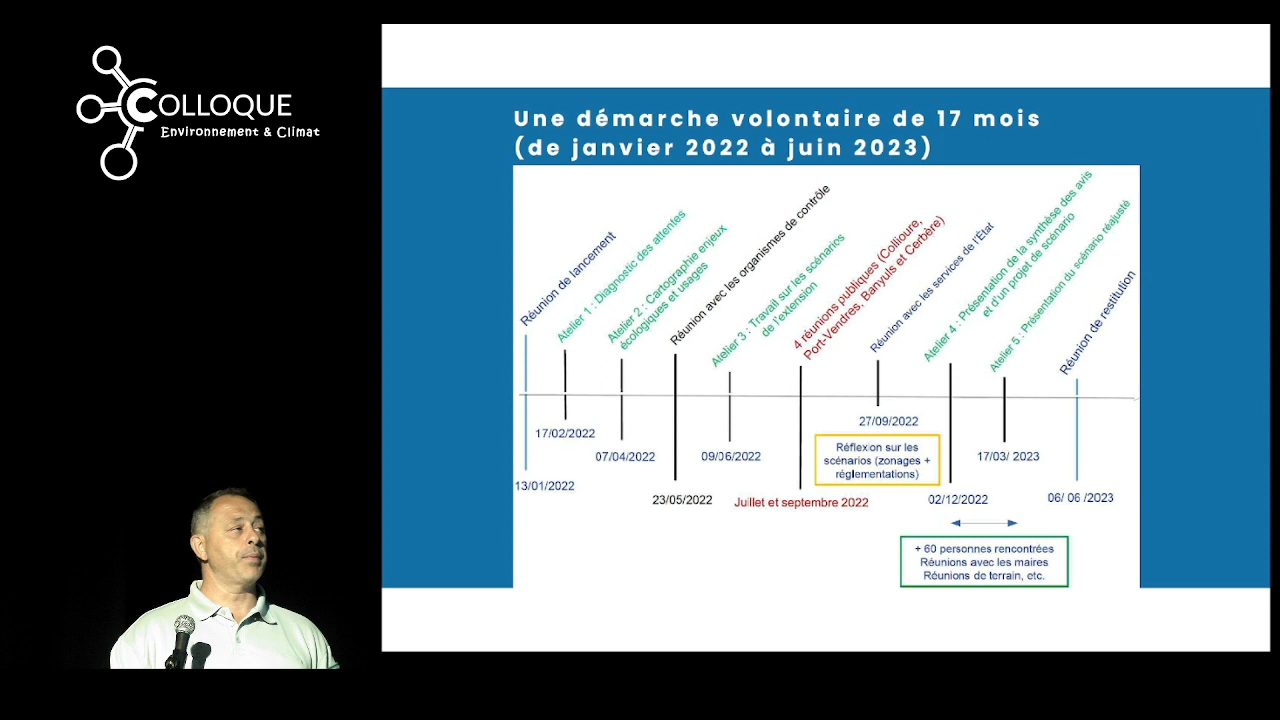 COLLOQUE
Environnement & Climat
Une démarche volontaire de 17 mois
(de janvier 2022 à juin 2023)
Réunion de lancement
Atelier 1 : Diagnostic des attentes
Atelier 2 : Cartographie enjeux
écologiques et usages
Réunion avec les organismes de contrôle
Atelier 3 : Travail sur les scénarios
de l'extension
4 réunions publiques (Collioure,
Port-Vendres, Banyuls et Cerbère)
Réunion avec les services de l'État
Atelier 4 : Présentation de la synthèse des avis
et d'un projet de scénario
Atelier 5 : Présentation du scénario réajusté
Réunion de restitution
13/01/2022
17/02/2022
07/04/2022
23/05/2022
09/06/2022
Juillet et septembre 2022
27/09/2022
Réflexion sur les
scénarios (zonages +
réglementations)
02/12/2022
17/03/ 2023
06/ 06 /2023
+ 60 personnes rencontrées
Réunions avec les maires
Réunions de terrain, etc.